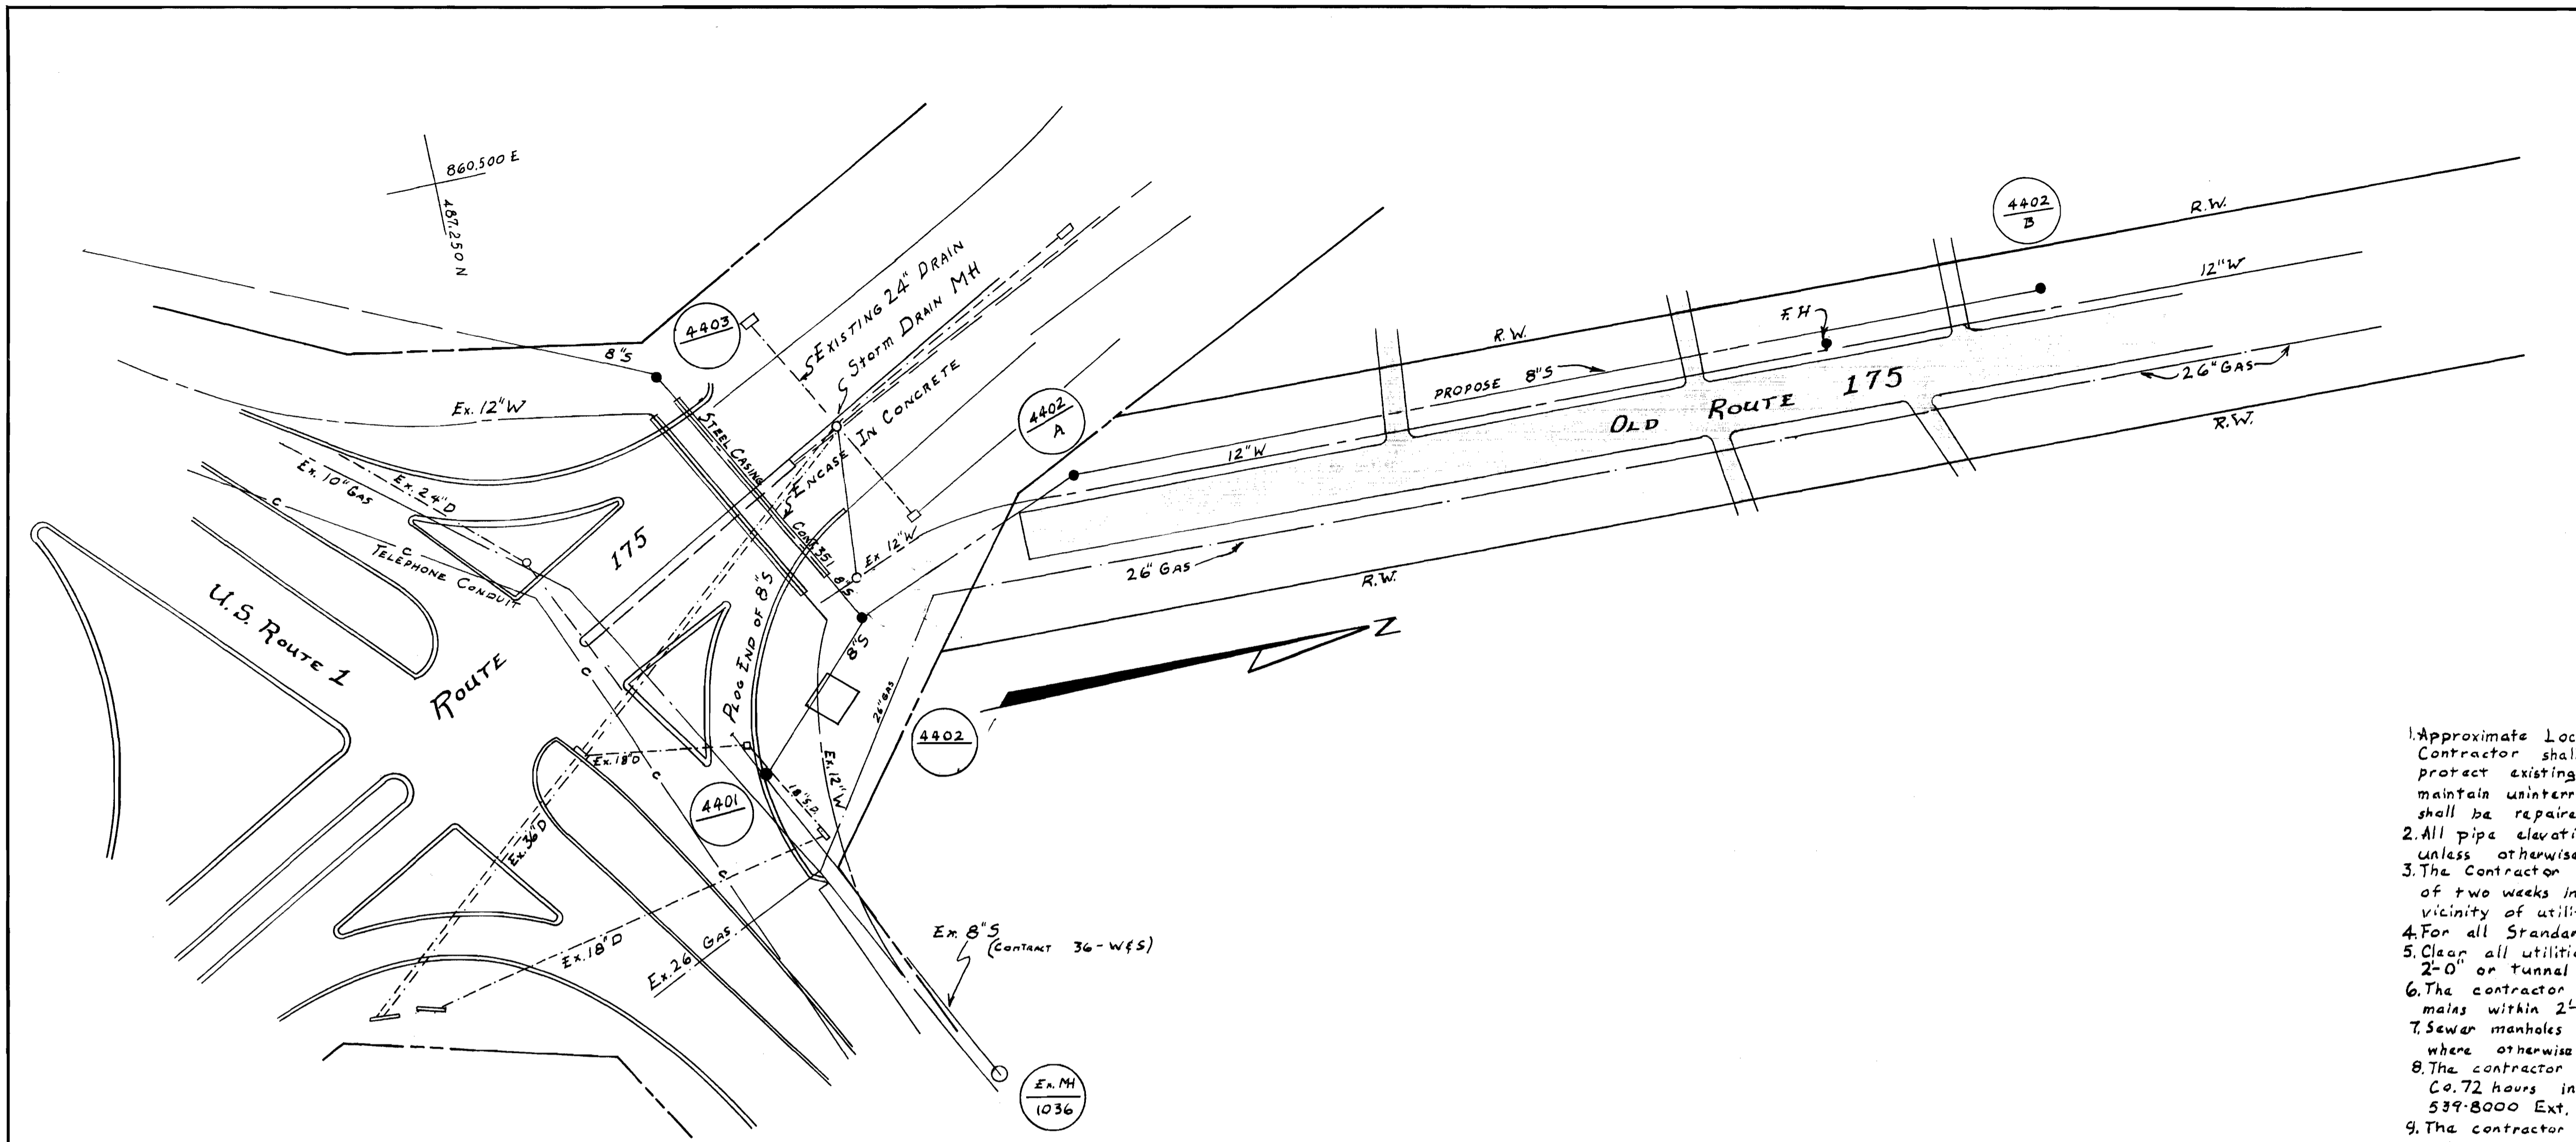 860,500 E
487,250 N
4403
8"S
Ex. 12"W
EXISTING 24" DRAIN
STORM DRAIN MH
ENCASE IN CONCRETE
STEEL CASING
CONT 351
8"S
Ex 12"W
Ex. 10" GAS
Ex. 24"D
C
C
TELEPHONE CONDUIT
175
U.S. ROUTE 1
ROUTE
PLUG END OF 8"S
8"S
26" GAS
Ex. 12"W
Ex. 18"D
18"S.D.
4401
4402
C
C
C
Ex. 36"D
Ex. 18"D
Ex. 26 GAS
Ex. 8"S
(CONTRACT 36-W&S)
Ex. MH
1036
4402
A
12"W
26" GAS
R.W.
Z
R.W.
PROPOSE 8"S
F.H
OLD ROUTE 175
4402
B
R.W.
12"W
26" GAS
R.W.
1. Approximate Loc
Contractor shal
protect existing
maintain uninterr
shall be repaire
2. All pipe elevati
unless otherwise
3. The Contractor
of two weeks in
vicinity of utili
4. For all Standar
5. Clear all utiliti
2'-0" or tunnel
6. The contractor
mains within 2'-
7. Sewer manholes
where otherwise
8. The contractor
Co. 72 hours in
539-8000 Ext.
9. The contractor